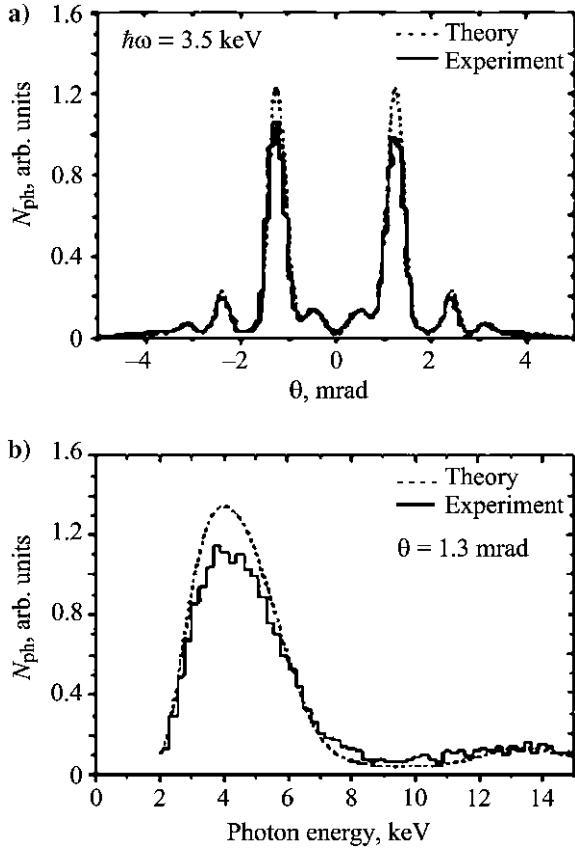 a)
1.6
ħω = 3.5 keV
Theory
Experiment
1.2
0.8
0.4
0
N_ph, arb. units
−4 −2 0 2 4
θ, mrad
b)
1.6
Theory
Experiment
θ = 1.3 mrad
1.2
0.8
0.4
0
N_ph, arb. units
0 2 4 6 8 10 12 14
Photon energy, keV